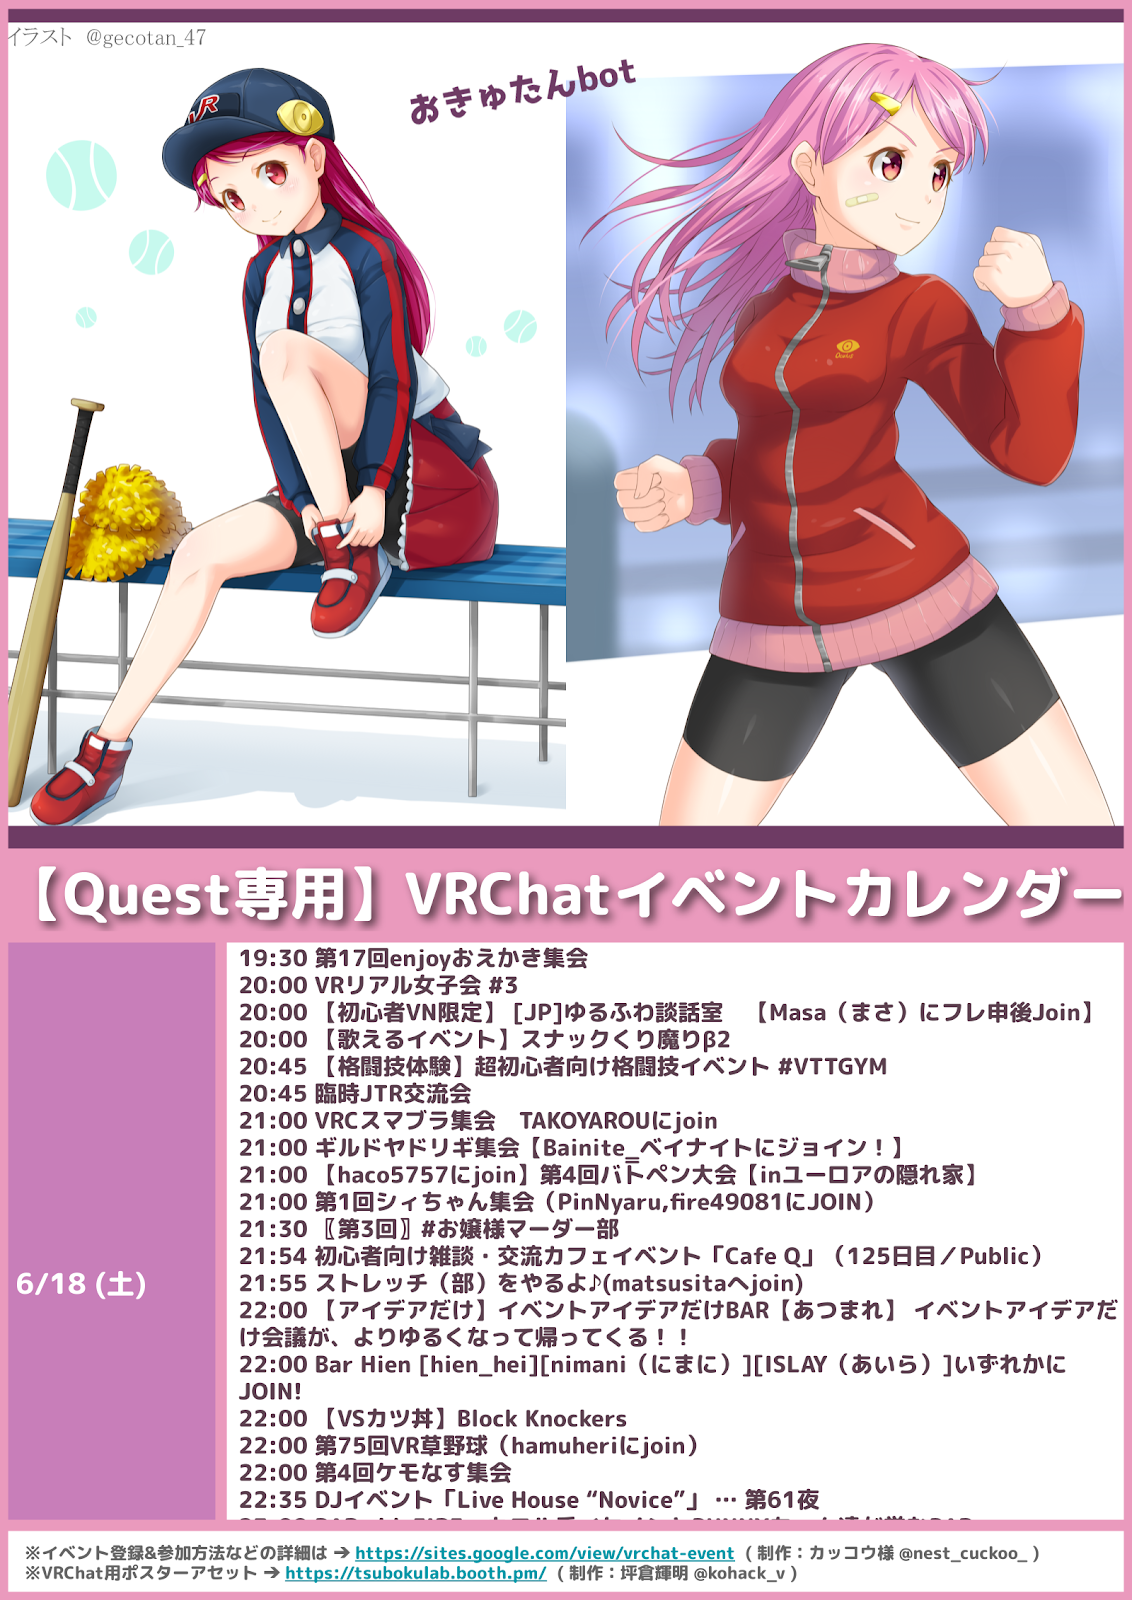 イラスト @gecotan_47
おきゅたんbot
VR
Quest
【Quest専用】VRChatイベントカレンダー
6/18 (土)
19:30 第17回enjoyおえかき集会
20:00 VRリアル女子会 #3
20:00 【初心者VN限定】 [JP]ゆるふわ談話室　【Masa（まさ）にフレ申後Join】
20:00 【歌えるイベント】スナックくり魔りβ2
20:45 【格闘技体験】超初心者向け格闘技イベント #VTTGYM
20:45 臨時JTR交流会
21:00 VRCスマブラ集会　TAKOYAROUにjoin
21:00 ギルドヤドリギ集会【Bainite‗ベイナイトにジョイン！】
21:00 【haco5757にjoin】第4回バトペン大会【inユーロアの隠れ家】
21:00 第1回シィちゃん集会（PinNyaru,fire49081にJOIN）
21:30 〖第3回〗#お嬢様マーダー部
21:54 初心者向け雑談・交流カフェイベント「Cafe Q」（125日目／Public）
21:55 ストレッチ（部）をやるよ♪(matsusitaへjoin)
22:00 【アイデアだけ】イベントアイデアだけBAR【あつまれ】 イベントアイデアだ
け会議が、よりゆるくなって帰ってくる！！
22:00 Bar Hien [hien_hei][nimani（にまに）][ISLAY（あいら）]いずれかに
JOIN!
22:00 【VSカツ丼】Block Knockers
22:00 第75回VR草野球（hamuheriにjoin）
22:00 第4回ケモなす集会
22:35 DJイベント「Live House “Novice”」 … 第61夜
※イベント登録&参加方法などの詳細は ➔ https://sites.google.com/view/vrchat-event （ 制作：カッコウ様 @nest_cuckoo_ ）
※VRChat用ポスターアセット ➔ https://tsubokulab.booth.pm/ （ 制作：坪倉輝明 @kohack_v ）